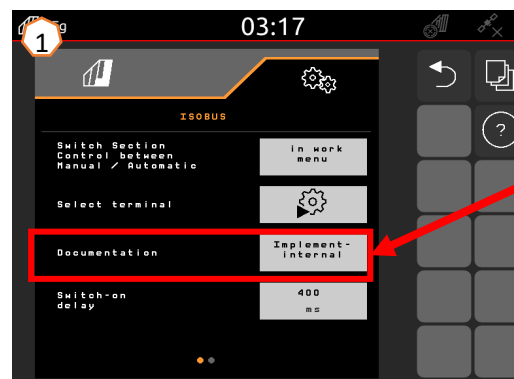 1
g
03:17
ISOBUS
Switch Section
Control between
Manual / Automatic
in work
menu
Select terminal
Documentation
Implement-
internal
Switch-on
delay
400
ms
?